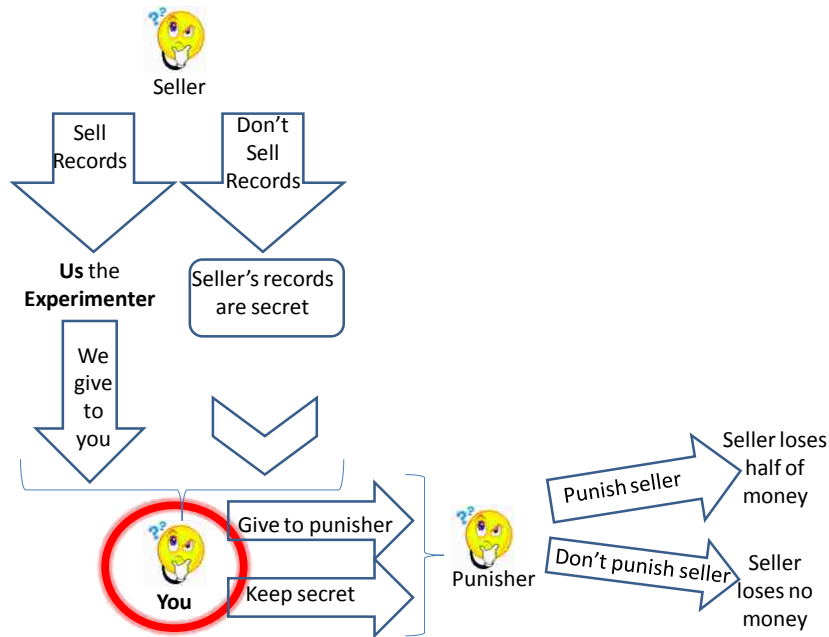 ??
Seller
Sell
Records
Don't
Sell
Records
Us the
Experimenter
Seller's records
are secret
We
give
to
you
??
You
Give to punisher
Keep secret
??
Punisher
Punish seller
Don't punish seller
Seller loses
half of
money
Seller
loses no
money